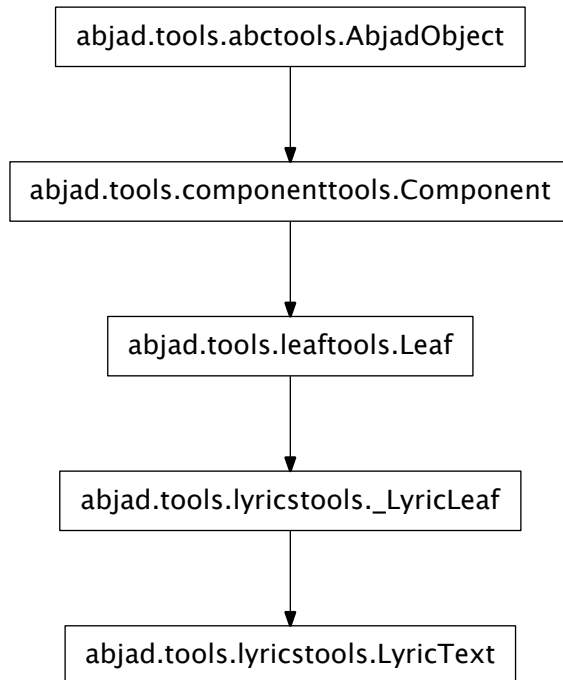 abjad.tools.abctools.AbjadObject
abjad.tools.componenttools.Component
abjad.tools.leaftools.Leaf
abjad.tools.lyricstools._LyricLeaf
abjad.tools.lyricstools.LyricText